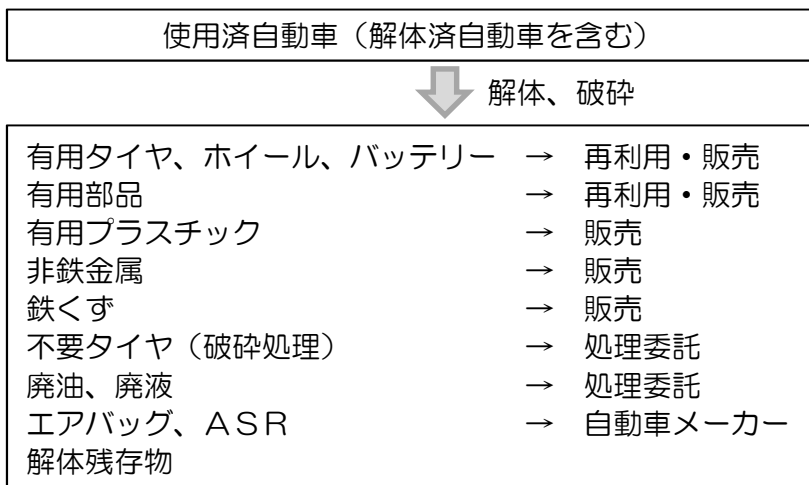 使用済自動車（解体済自動車を含む）
解体、破砕
有用タイヤ、ホイール、バッテリー → 再利用・販売
有用部品 → 再利用・販売
有用プラスチック → 販売
非鉄金属 → 販売
鉄くず → 販売
不要タイヤ（破砕処理） → 処理委託
廃油、廃液 → 処理委託
エアバッグ、ＡＳＲ → 自動車メーカー
解体残存物